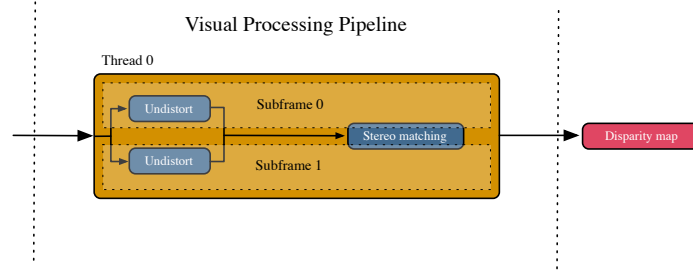 Visual Processing Pipeline
Thread 0
Subframe 0
Undistort
Stereo matching
Disparity map
Undistort
Subframe 1